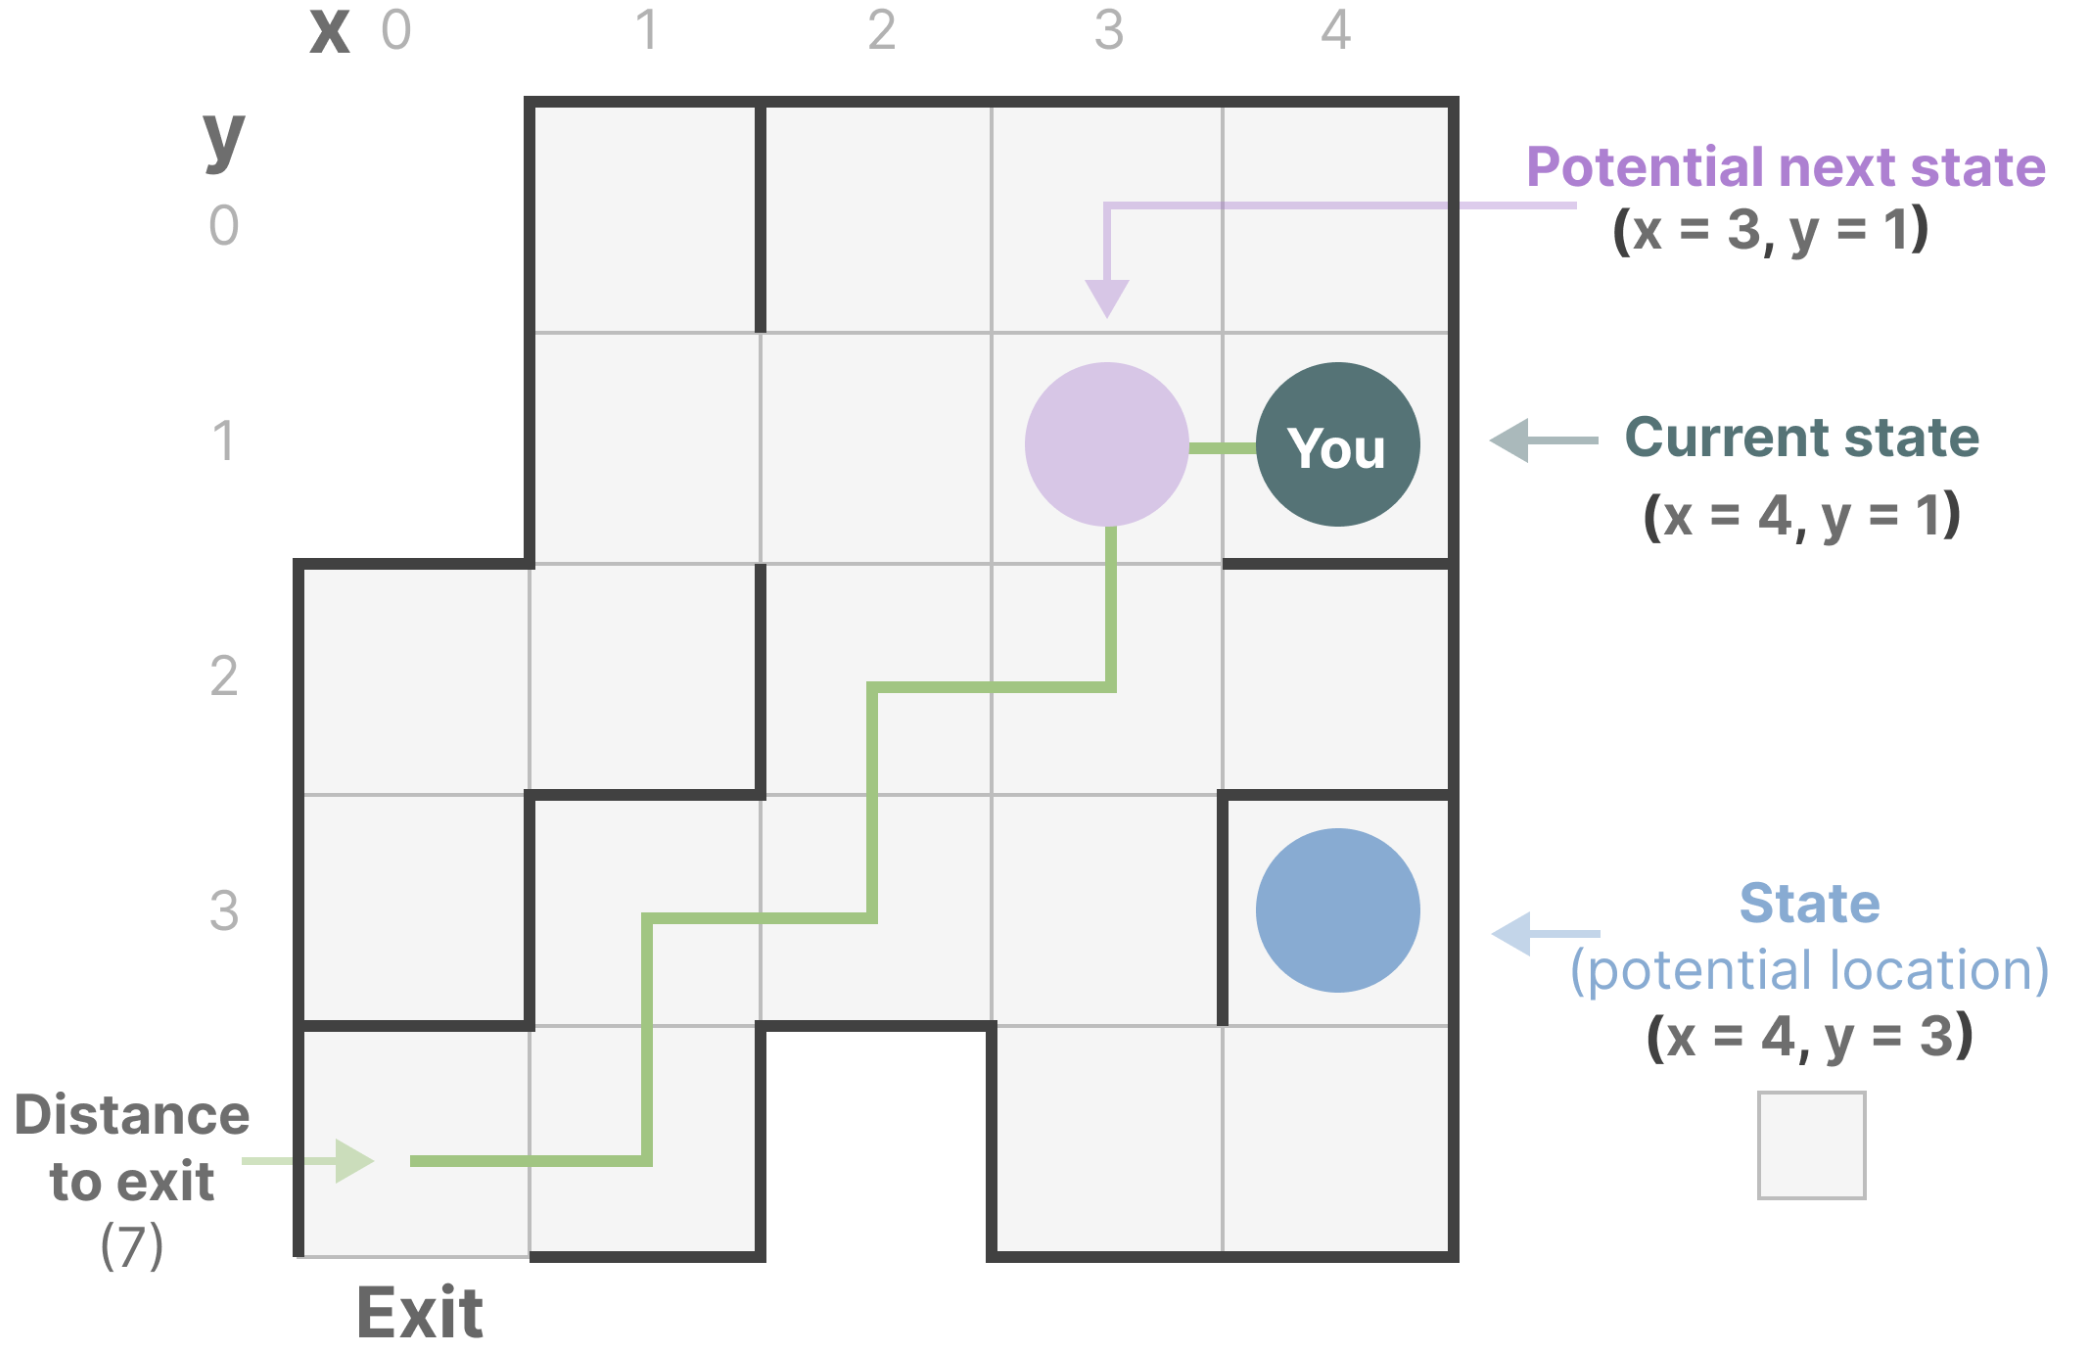 x 0 1 2 3 4
y
0
1
2
3
Potential next state
(x = 3, y = 1)
You
Current state
(x = 4, y = 1)
State
(potential location)
(x = 4, y = 3)
Distance
to exit
(7)
Exit